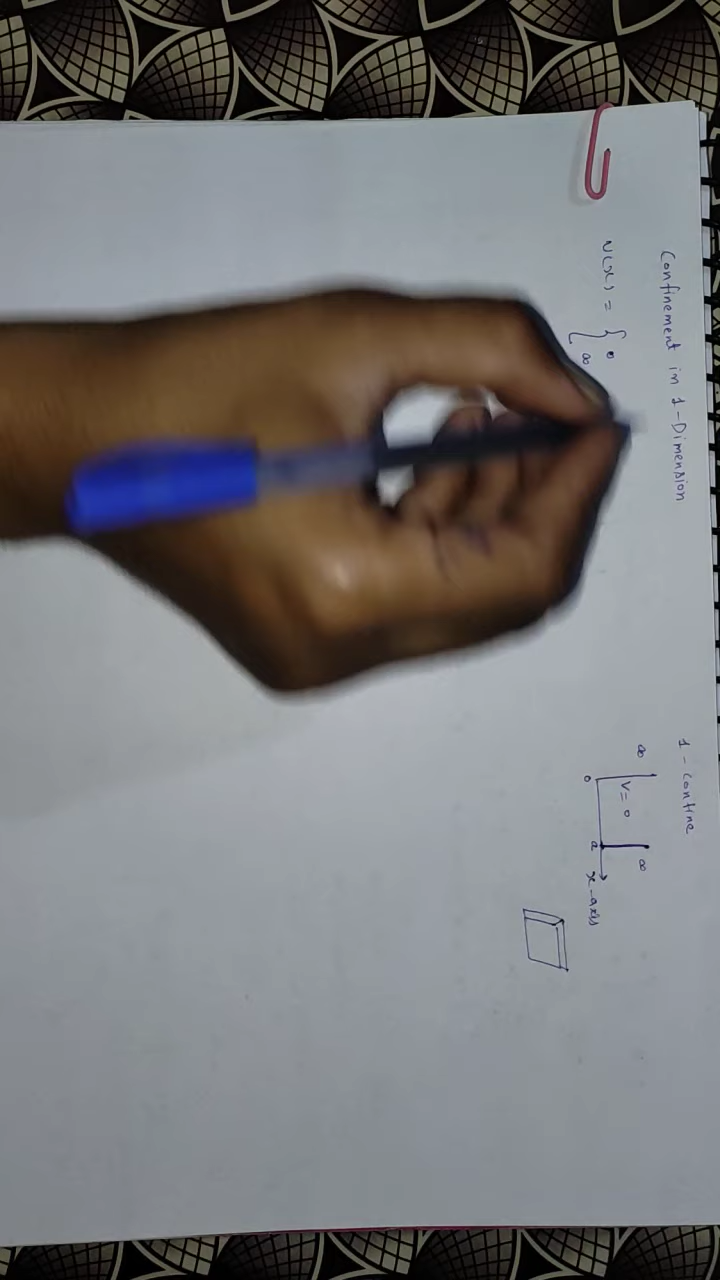 Confinement in 1-Dimension
V(x) = { 0
∞
1 - Confine
∞
V = 0
∞
0
a
x-axis